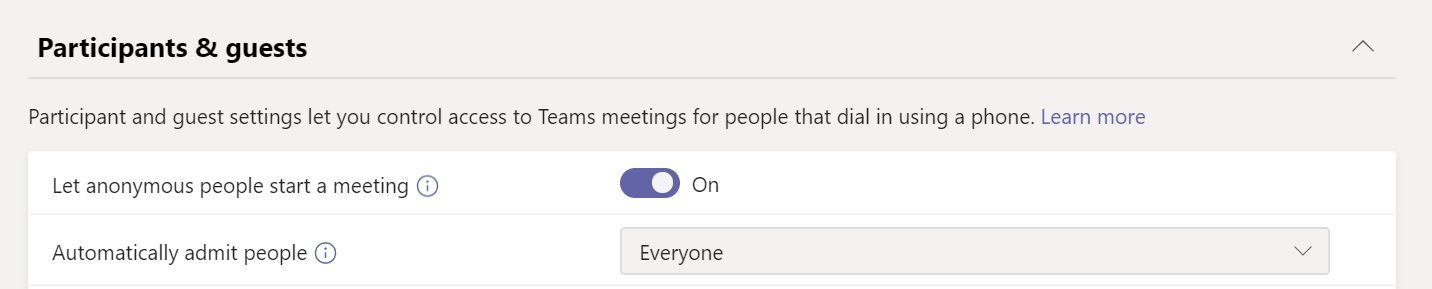 Participants & guests
Participant and guest settings let you control access to Teams meetings for people that dial in using a phone. Learn more
Let anonymous people start a meeting On
Automatically admit people Everyone